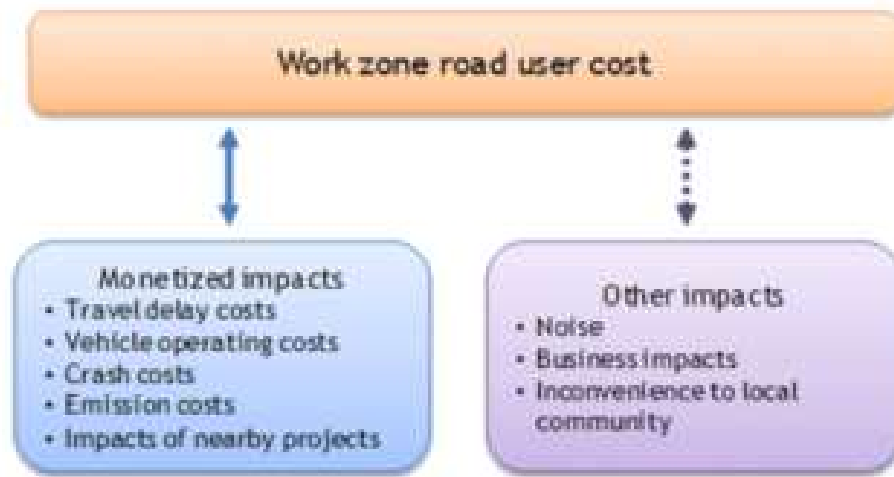 Work zone road user cost
Monetized impacts
• Travel delay costs
• Vehicle operating costs
• Crash costs
• Emission costs
• Impacts of nearby projects
Other impacts
• Noise
• Business impacts
• Inconvenience to local
community